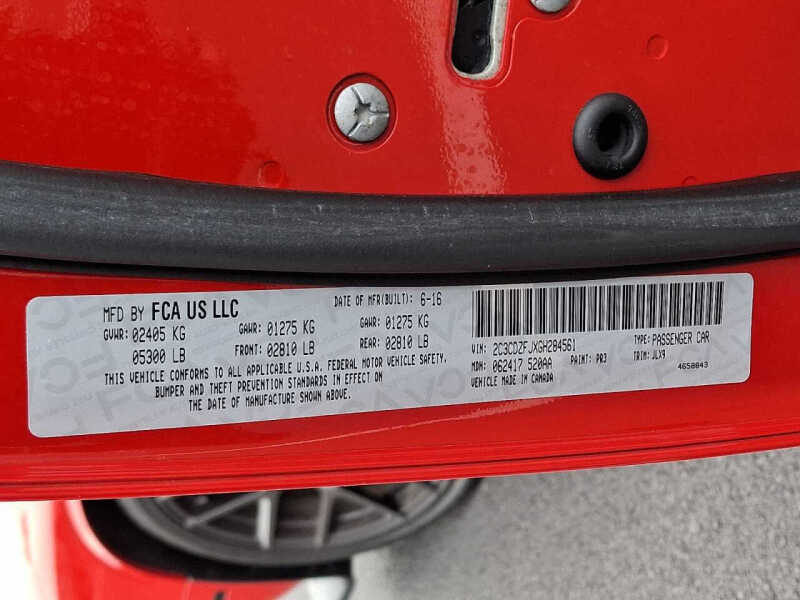 MFD BY FCA US LLC DATE OF MFR(BUILT): 6-16
GVWR: 02405 KG GAWR: 01275 KG GAWR: 01275 KG
05300 LB FRONT: 02810 LB REAR: 02810 LB
THIS VEHICLE CONFORMS TO ALL APPLICABLE U.S.A. FEDERAL MOTOR VEHICLE SAFETY,
BUMPER AND THEFT PREVENTION STANDARDS IN EFFECT ON
THE DATE OF MANUFACTURE SHOWN ABOVE.
VIN: 2C3CDZFJXGH284561 TYPE: PASSENGER CAR
MDH: 062417 520AA PAINT: PR3 TRIM: JLX9
VEHICLE MADE IN CANADA 4658043